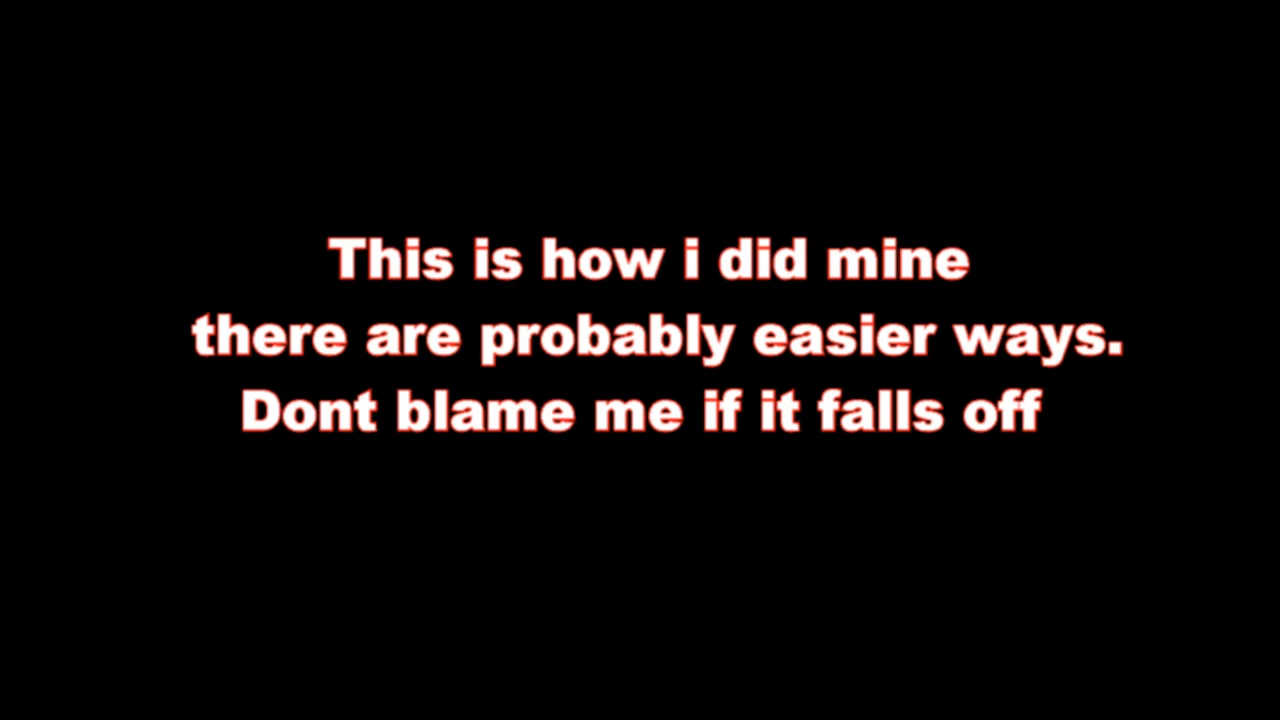 This is how i did mine
there are probably easier ways.
Dont blame me if it falls off